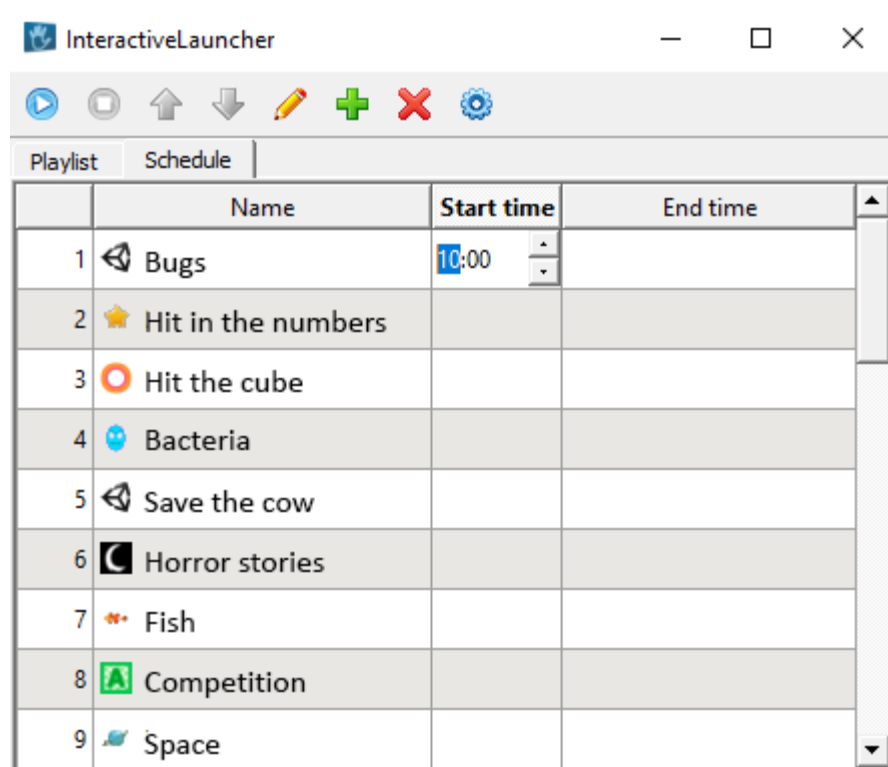 InteractiveLauncher
Playlist Schedule
Name Start time End time
1 Bugs 10:00
2 Hit in the numbers
3 Hit the cube
4 Bacteria
5 Save the cow
6 Horror stories
7 Fish
8 A Competition
9 Space